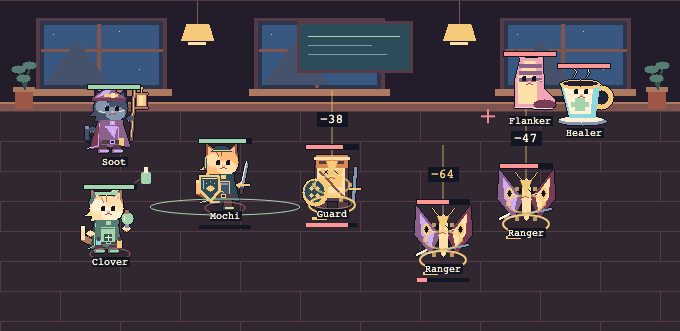 -38
Flanker
Healer
-47
Soot
-64
Mochi
Guard
Ranger
Clover
Ranger